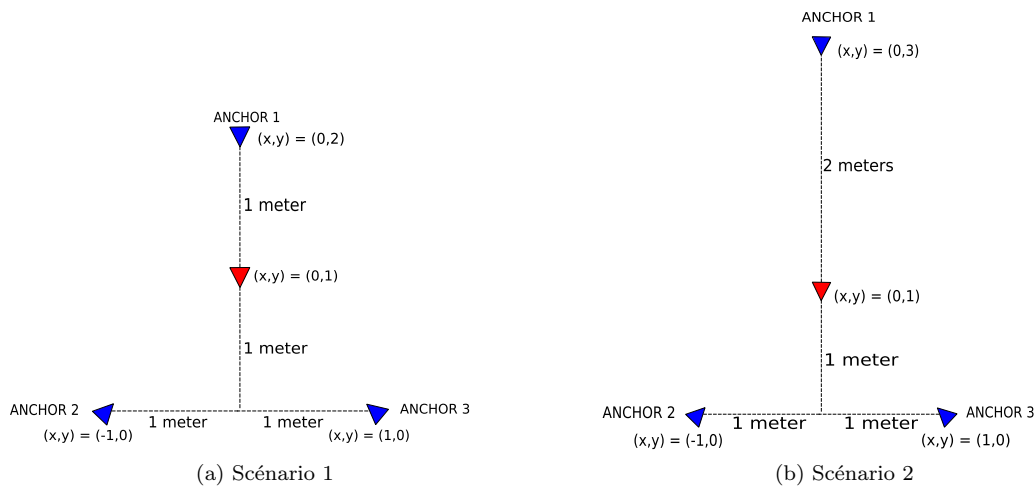 ANCHOR 1
(x,y) = (0,2)
1 meter
(x,y) = (0,1)
1 meter
ANCHOR 2
1 meter
1 meter
ANCHOR 3
(x,y) = (-1,0)
(x,y) = (1,0)
(a) Scénario 1
ANCHOR 1
(x,y) = (0,3)
2 meters
(x,y) = (0,1)
1 meter
ANCHOR 2
1 meter
1 meter
ANCHOR 3
(x,y) = (-1,0)
(x,y) = (1,0)
(b) Scénario 2